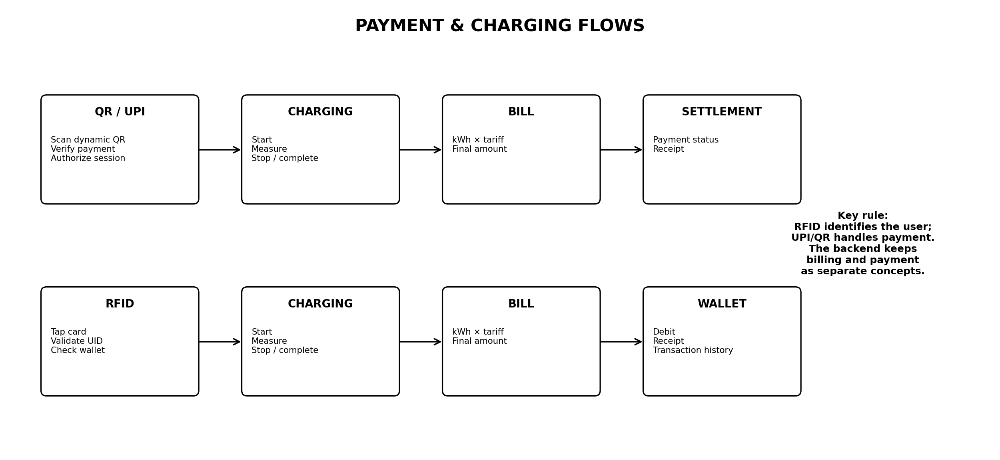 PAYMENT & CHARGING FLOWS
QR / UPI
Scan dynamic QR
Verify payment
Authorize session
CHARGING
Start
Measure
Stop / complete
BILL
kWh × tariff
Final amount
SETTLEMENT
Payment status
Receipt
Key rule:
RFID identifies the user;
UPI/QR handles payment.
The backend keeps
billing and payment
as separate concepts.
RFID
Tap card
Validate UID
Check wallet
CHARGING
Start
Measure
Stop / complete
BILL
kWh × tariff
Final amount
WALLET
Debit
Receipt
Transaction history